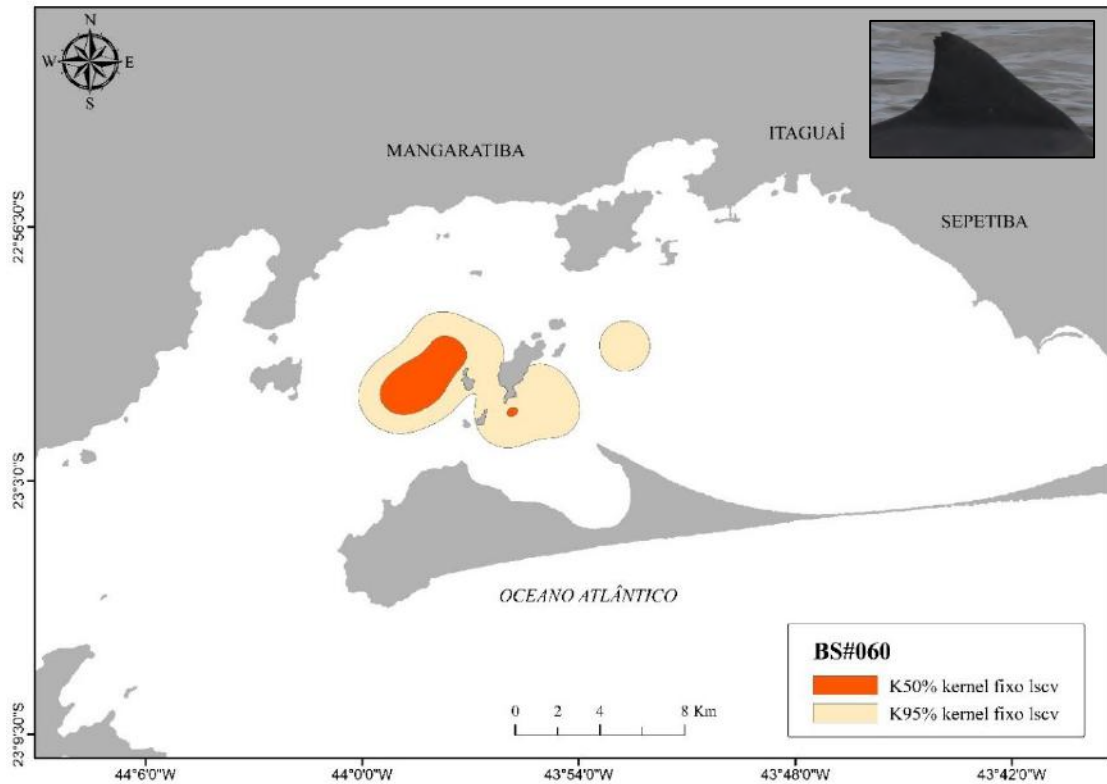 N
W E
S
MANGARATIBA
ITAGUAÍ
SEPETIBA
22°56'30"S
23°3'0"S
23°9'30"S
OCEANO ATLÂNTICO
BS#060
K50% kernel fixo lscv
K95% kernel fixo lscv
0 2 4 8 Km
44°6'0"W 44°0'0"W 43°54'0"W 43°48'0"W 43°42'0"W